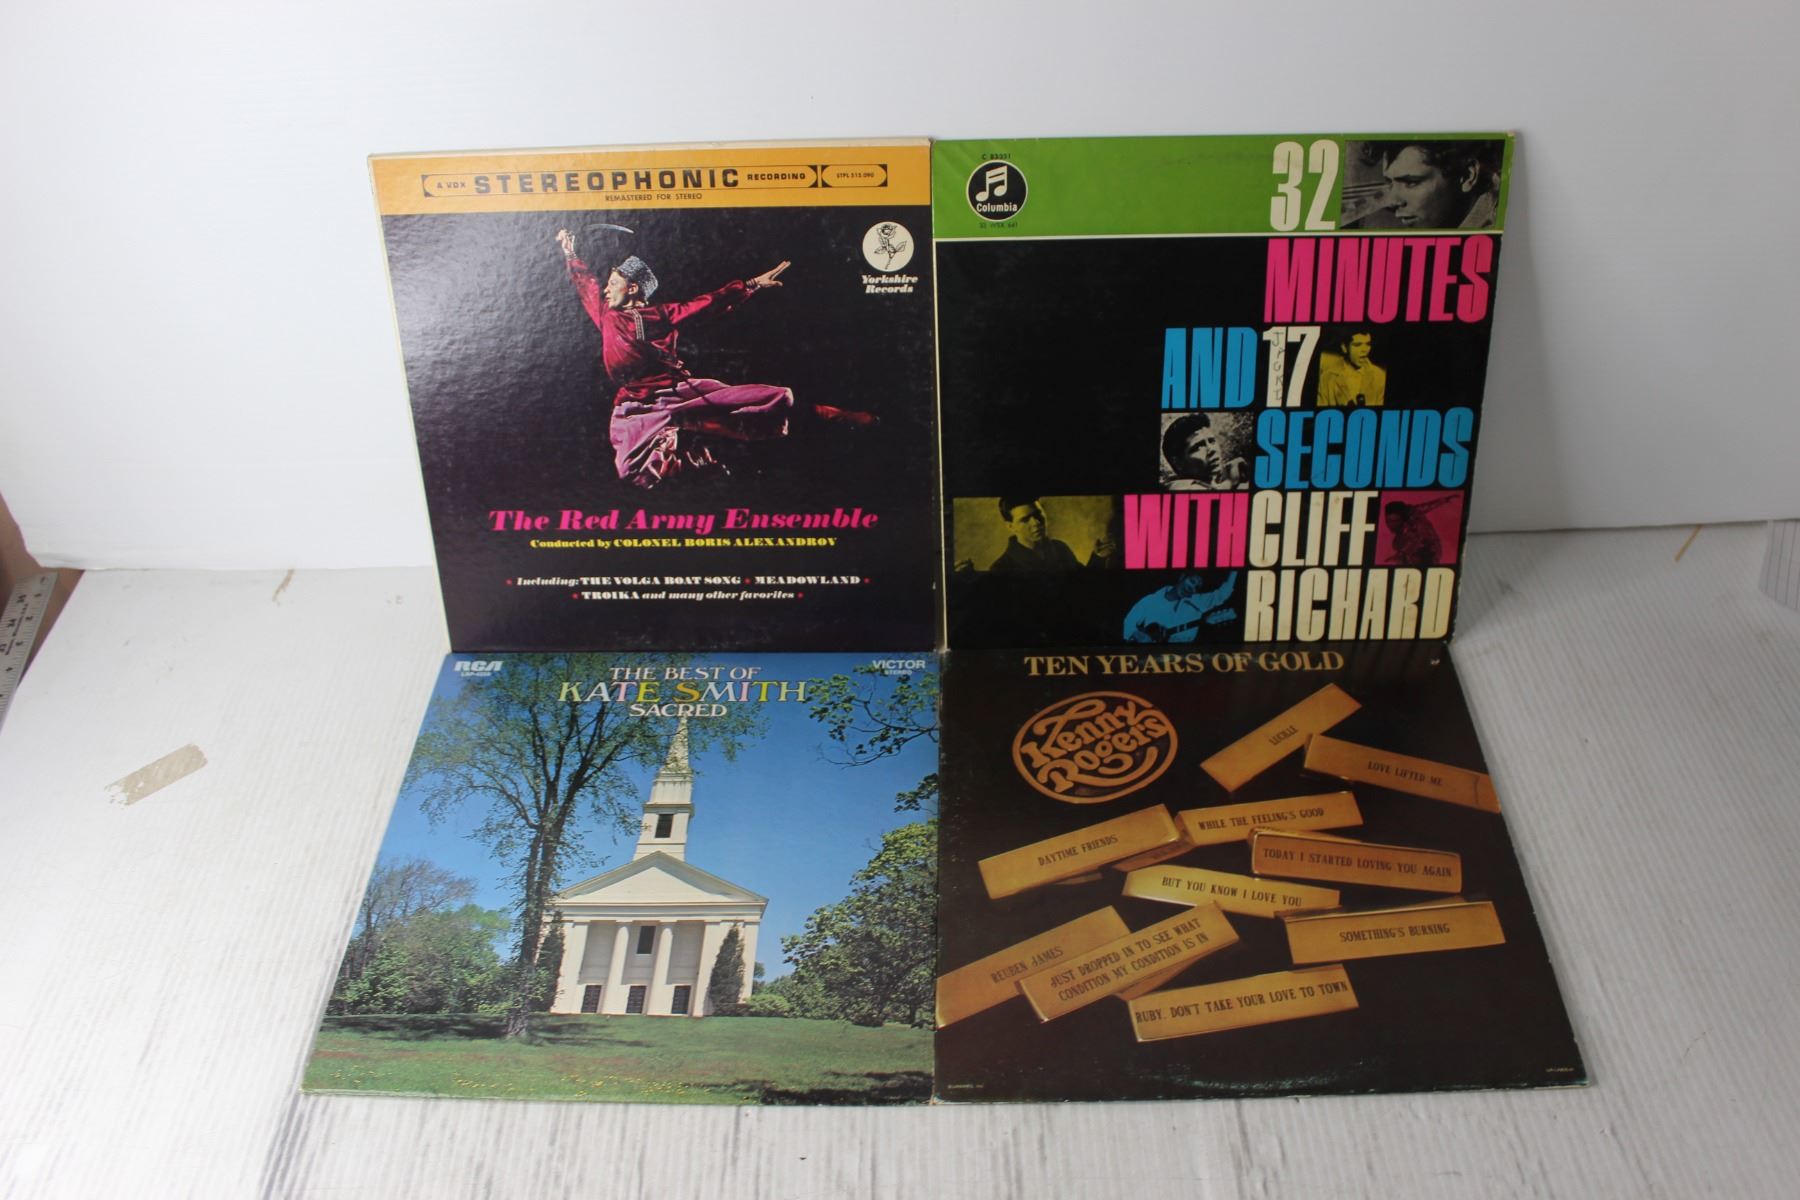 A VOX STEREOPHONIC RECORDING STPL 515.090
REMASTERED FOR STEREO
Yorkshire
Records
The Red Army Ensemble
Conducted by COLONEL BORIS ALEXANDROV
Including: THE VOLGA BOAT SONG • MEADOWLAND
TROIKA and many other favorites
Columbia
32
MINUTES
AND 17
SECONDS
WITH CLIFF
RICHARD
RCA
VICTOR
STEREO
THE BEST OF
KATE SMITH
SACRED
TEN YEARS OF GOLD
Kenny
Rogers
LUCILLE
LOVE LIFTED ME
WHILE THE FEELING'S GOOD
DAYTIME FRIENDS
TODAY I STARTED LOVING YOU AGAIN
BUT YOU KNOW I LOVE YOU
SOMETHING'S BURNING
REUBEN JAMES
JUST DROPPED IN TO SEE WHAT
CONDITION MY CONDITION IS IN
RUBY, DON'T TAKE YOUR LOVE TO TOWN